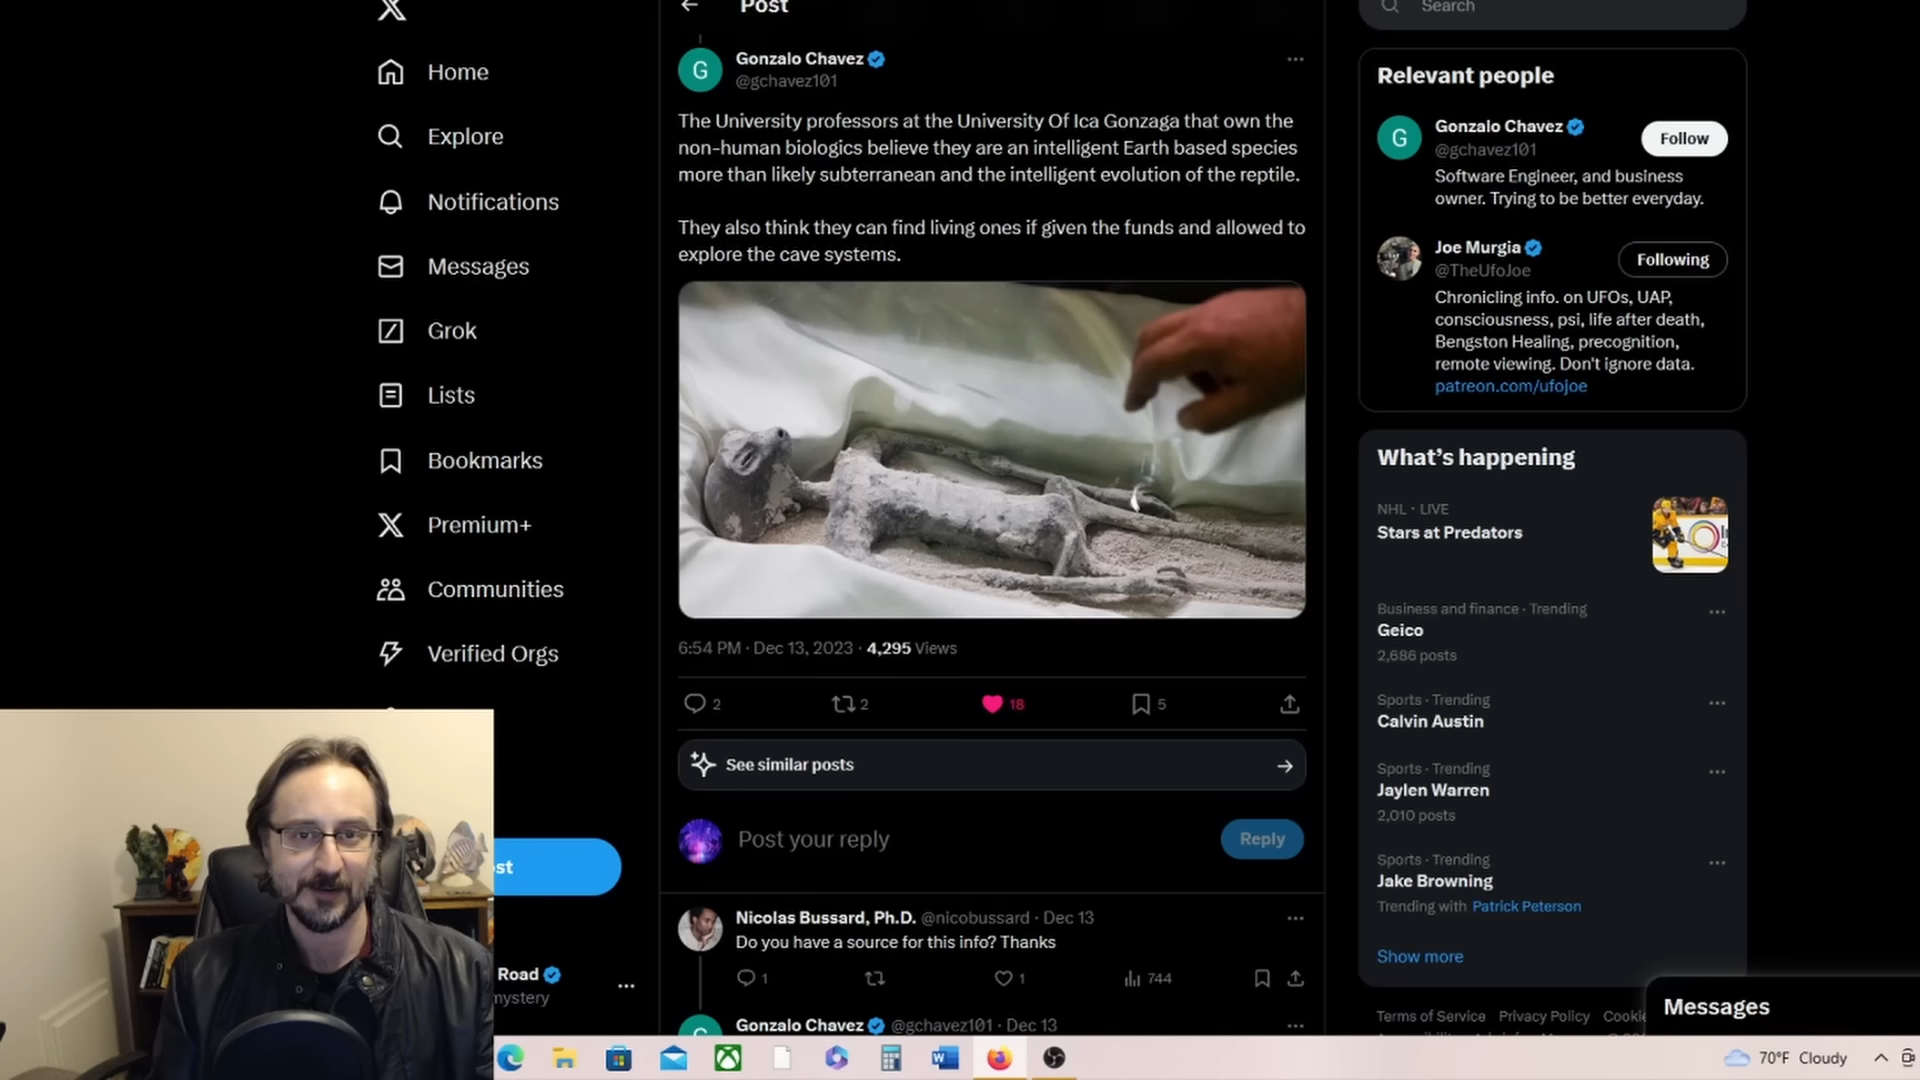 Home
Explore
Notifications
Messages
Grok
Lists
Bookmarks
Premium+
Communities
Verified Orgs
st
Road
mystery
Post
G
Gonzalo Chavez
@gchavez101
The University professors at the University Of Ica Gonzaga that own the
non-human biologics believe they are an intelligent Earth based species
more than likely subterranean and the intelligent evolution of the reptile.
They also think they can find living ones if given the funds and allowed to
explore the cave systems.
6:54 PM · Dec 13, 2023 · 4,295 Views
2
2
18
5
See similar posts
Post your reply
Reply
Nicolas Bussard, Ph.D. @nicobussard · Dec 13
Do you have a source for this info? Thanks
1
1
744
Gonzalo Chavez @gchavez101 · Dec 13
Search
Relevant people
G
Gonzalo Chavez
@gchavez101
Follow
Software Engineer, and business
owner. Trying to be better everyday.
Joe Murgia
@TheUfoJoe
Following
Chronicling info. on UFOs, UAP,
consciousness, psi, life after death,
Bengston Healing, precognition,
remote viewing. Don't ignore data.
patreon.com/ufojoe
What's happening
NHL · LIVE
Stars at Predators
Business and finance · Trending
Geico
2,686 posts
Sports · Trending
Calvin Austin
Sports · Trending
Jaylen Warren
2,010 posts
Sports · Trending
Jake Browning
Trending with Patrick Peterson
Show more
Terms of Service Privacy Policy Cookie
Messages
70°F Cloudy